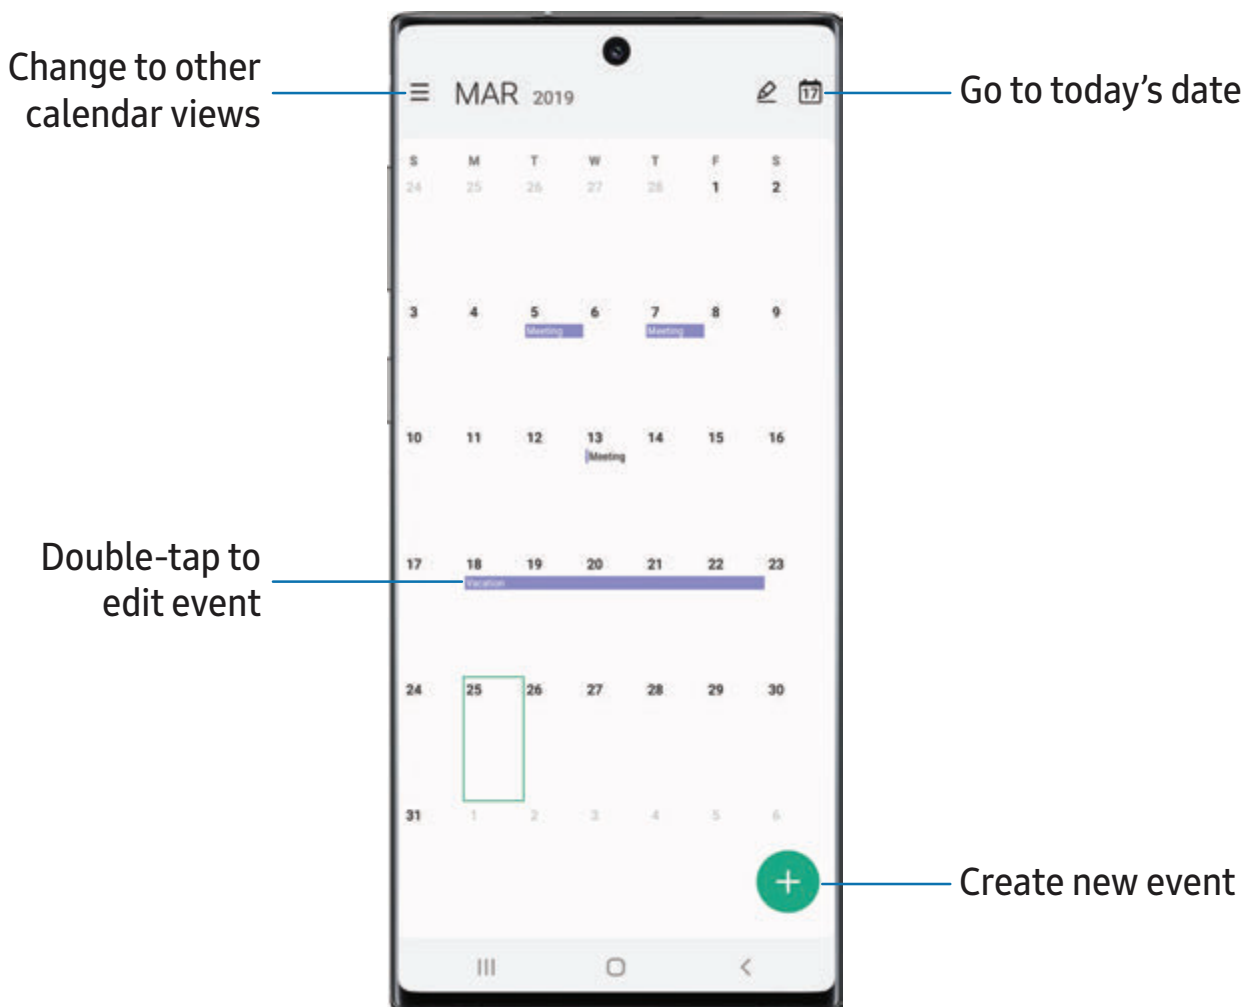 Change to other
calendar views
MAR 2019
17
Go to today's date
S M T W T F S
24 25 26 27 28 1 2
3 4 5 6 7 8 9
Meeting Meeting
10 11 12 13 14 15 16
Meeting
Double-tap to
edit event
17 18 19 20 21 22 23
Vacation
24 25 26 27 28 29 30
31 1 2 3 4 5 6
Create new event